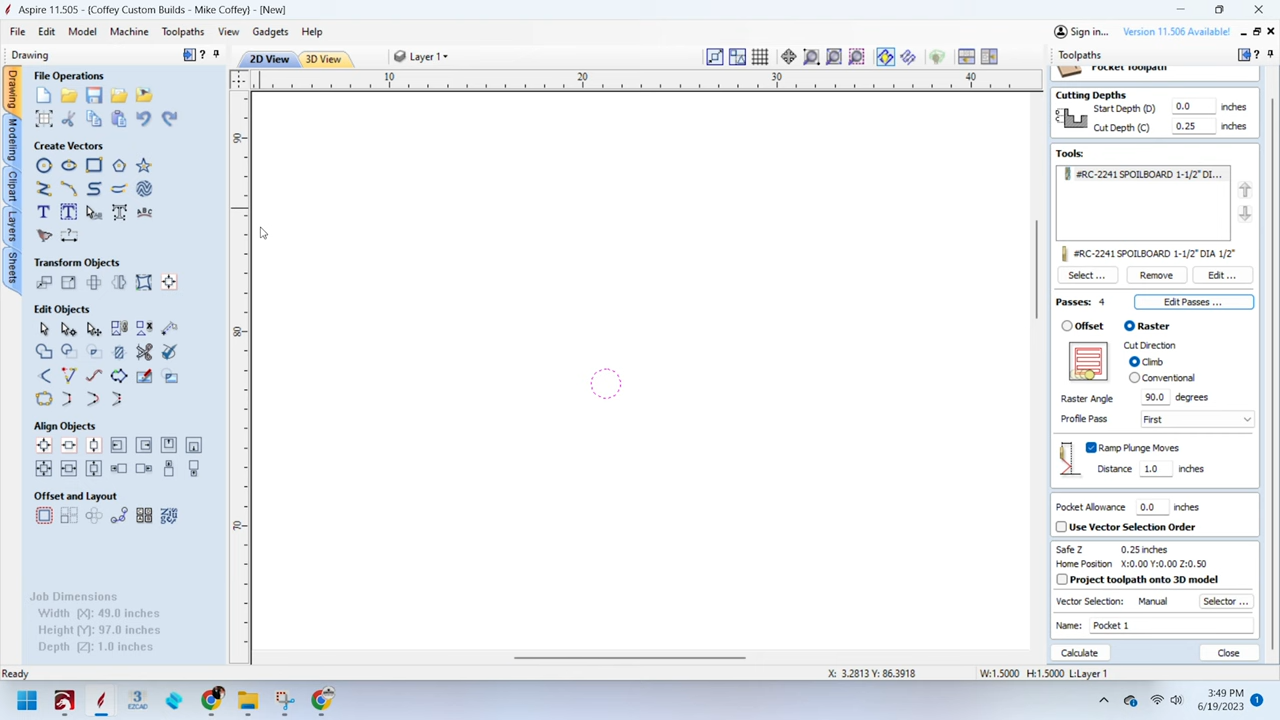 Aspire 11.505 - (Coffey Custom Builds - Mike Coffey) - [New]
File Edit Model Machine Toolpaths View Gadgets Help
Sign in... Version 11.506 Available!
Drawing
2D View 3D View Layer 1
Toolpaths
Drawing
Modeling
Clipart
Layers
Sheets
File Operations
Create Vectors
Transform Objects
Edit Objects
Align Objects
Offset and Layout
Job Dimensions
Width (X): 49.0 inches
Height (Y): 97.0 inches
Depth (Z): 1.0 inches
10 20 30 40
90
80
70
Pocket Toolpath
Cutting Depths
Start Depth (D) 0.0 inches
Cut Depth (C) 0.25 inches
Tools:
#RC-2241 SPOILBOARD 1-1/2" DI...
#RC-2241 SPOILBOARD 1-1/2" DIA 1/2"
Select ... Remove Edit ...
Passes: 4 Edit Passes ...
Offset Raster
Cut Direction
Climb
Conventional
Raster Angle 90.0 degrees
Profile Pass First
Ramp Plunge Moves
Distance 1.0 inches
Pocket Allowance 0.0 inches
Use Vector Selection Order
Safe Z 0.25 inches
Home Position X:0.00 Y:0.00 Z:0.50
Project toolpath onto 3D model
Vector Selection: Manual Selector ...
Name: Pocket 1
Calculate Close
Ready X: 3.2813 Y: 86.3918 W:1.5000 H:1.5000 L:Layer 1
3
EZCAD
3:49 PM
6/19/2023
1